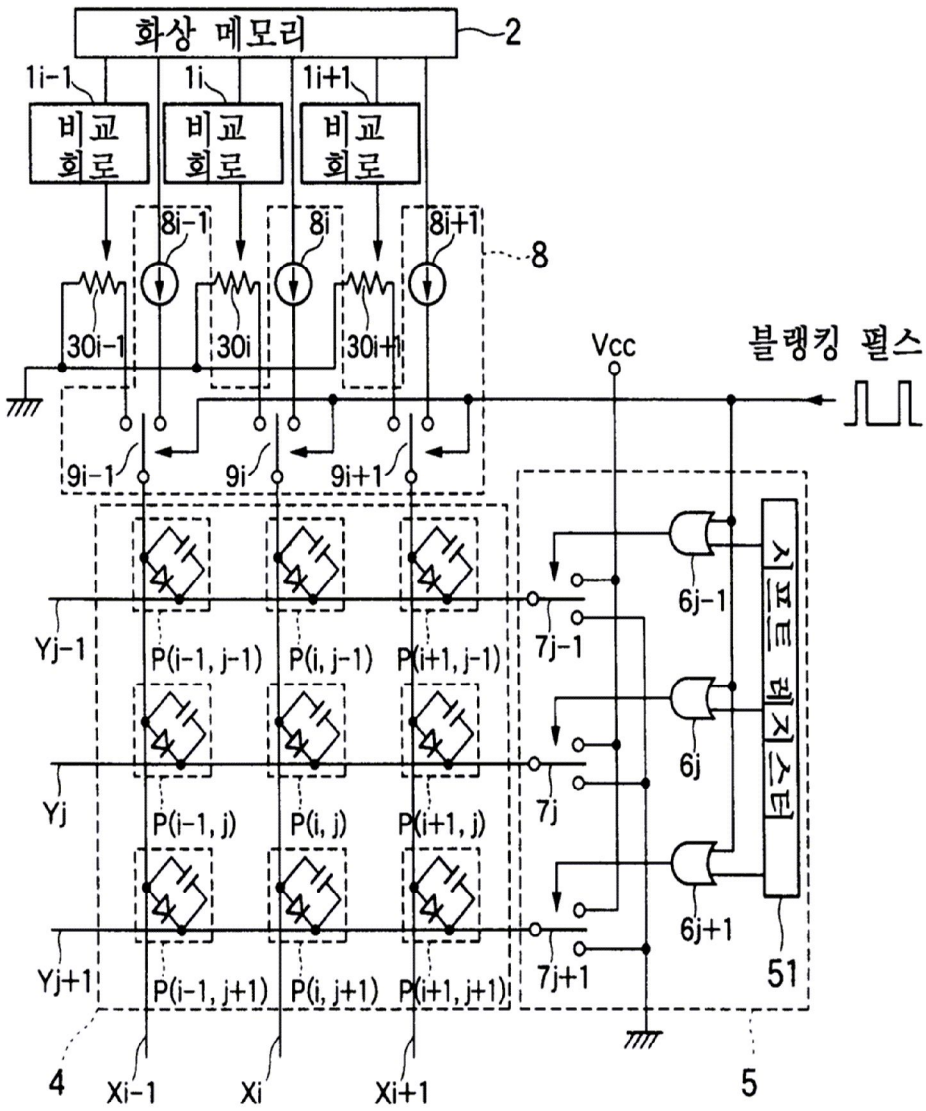 화상 메모리
2
1i-1
1i
1i+1
비교
회로
비교
회로
비교
회로
8i-1
8i
8i+1
8
30i-1
30i
30i+1
Vcc
블랭킹 펄스
9i-1
9i
9i+1
6j-1
Yj-1
P(i-1, j-1)
P(i, j-1)
P(i+1, j-1)
7j-1
시프트 레지스터
6j
Yj
P(i-1, j)
P(i, j)
P(i+1, j)
7j
6j+1
Yj+1
P(i-1, j+1)
P(i, j+1)
P(i+1, j+1)
7j+1
51
4
Xi-1
Xi
Xi+1
5